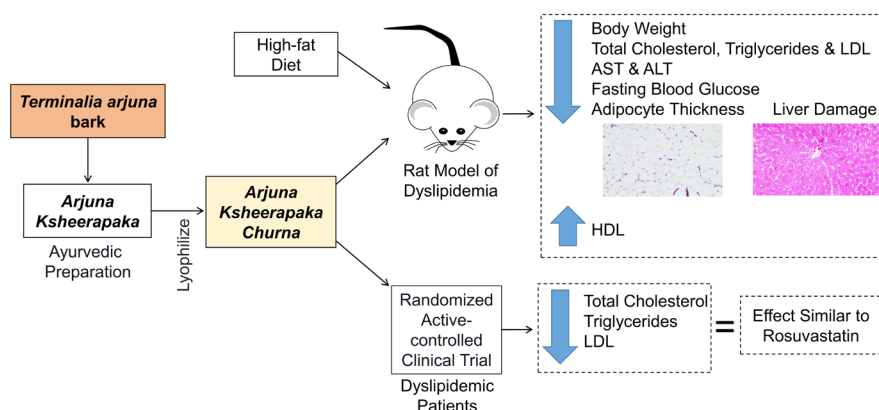 High-fat
Diet
Terminalia arjuna
bark
Arjuna
Ksheerapaka
Ayurvedic
Preparation
Lyophilize
Arjuna
Ksheerapaka
Churna
Rat Model of
Dyslipidemia
Body Weight
Total Cholesterol, Triglycerides & LDL
AST & ALT
Fasting Blood Glucose
Adipocyte Thickness
Liver Damage
HDL
Randomized
Active-
controlled
Clinical Trial
Dyslipidemic
Patients
Total Cholesterol
Triglycerides
LDL
=
Effect Similar to
Rosuvastatin